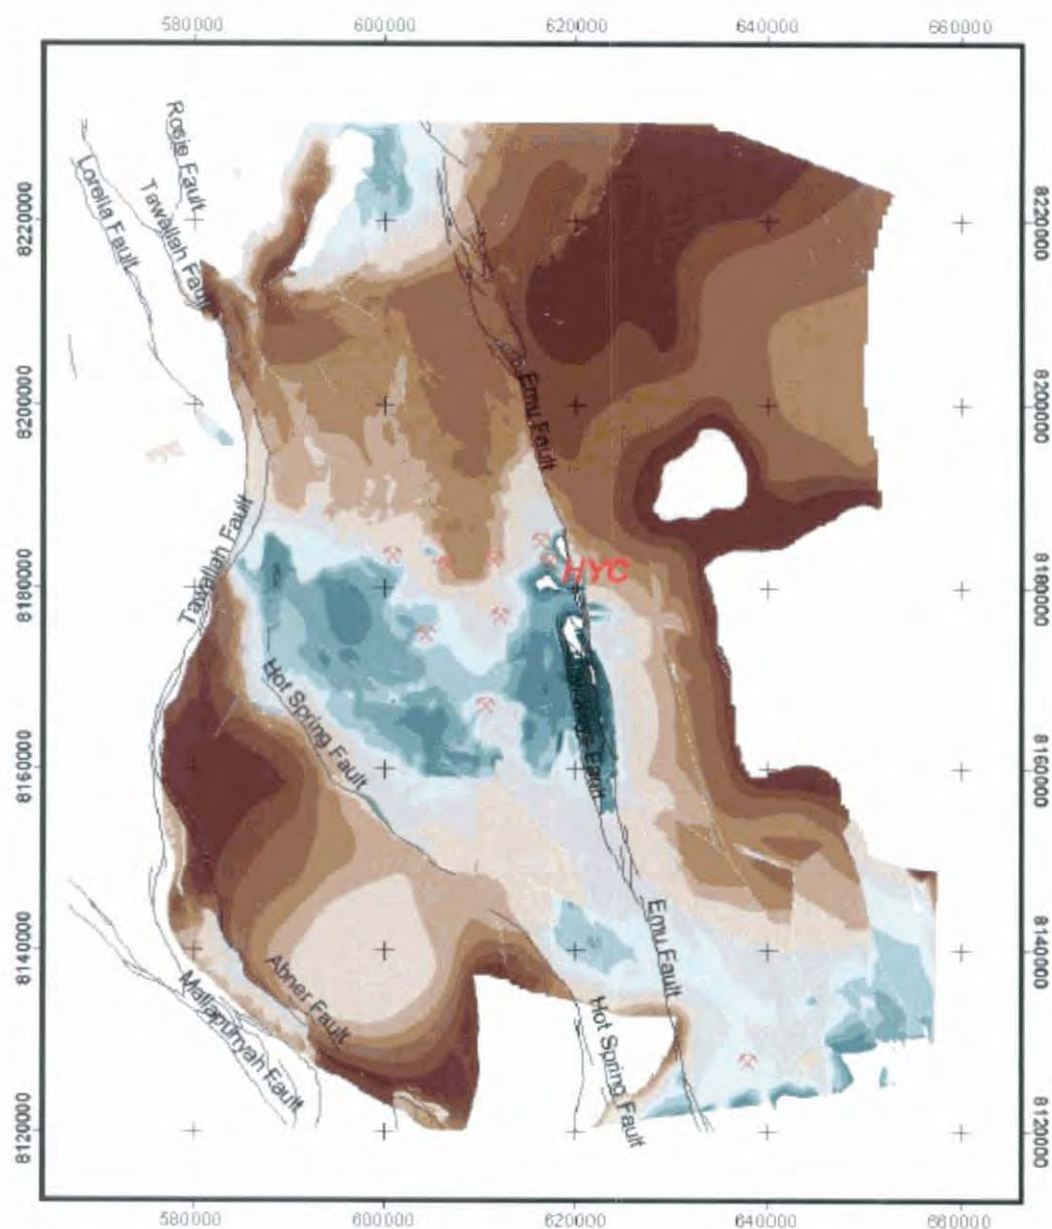 580000 600000 620000 640000 660000
Rosie Fault
Lorella Fault
Tawallah Fault
8220000
8220000
8200000
8200000
Emu Fault
Tawallah Fault
HYC
8180000
8180000
Hot Spring Fault
Fault
8160000
8160000
Emu Fault
8140000
8140000
Abner Fault
Mallapunyah Fault
Hot Spring Fault
8120000
8120000
580000 600000 620000 640000 660000